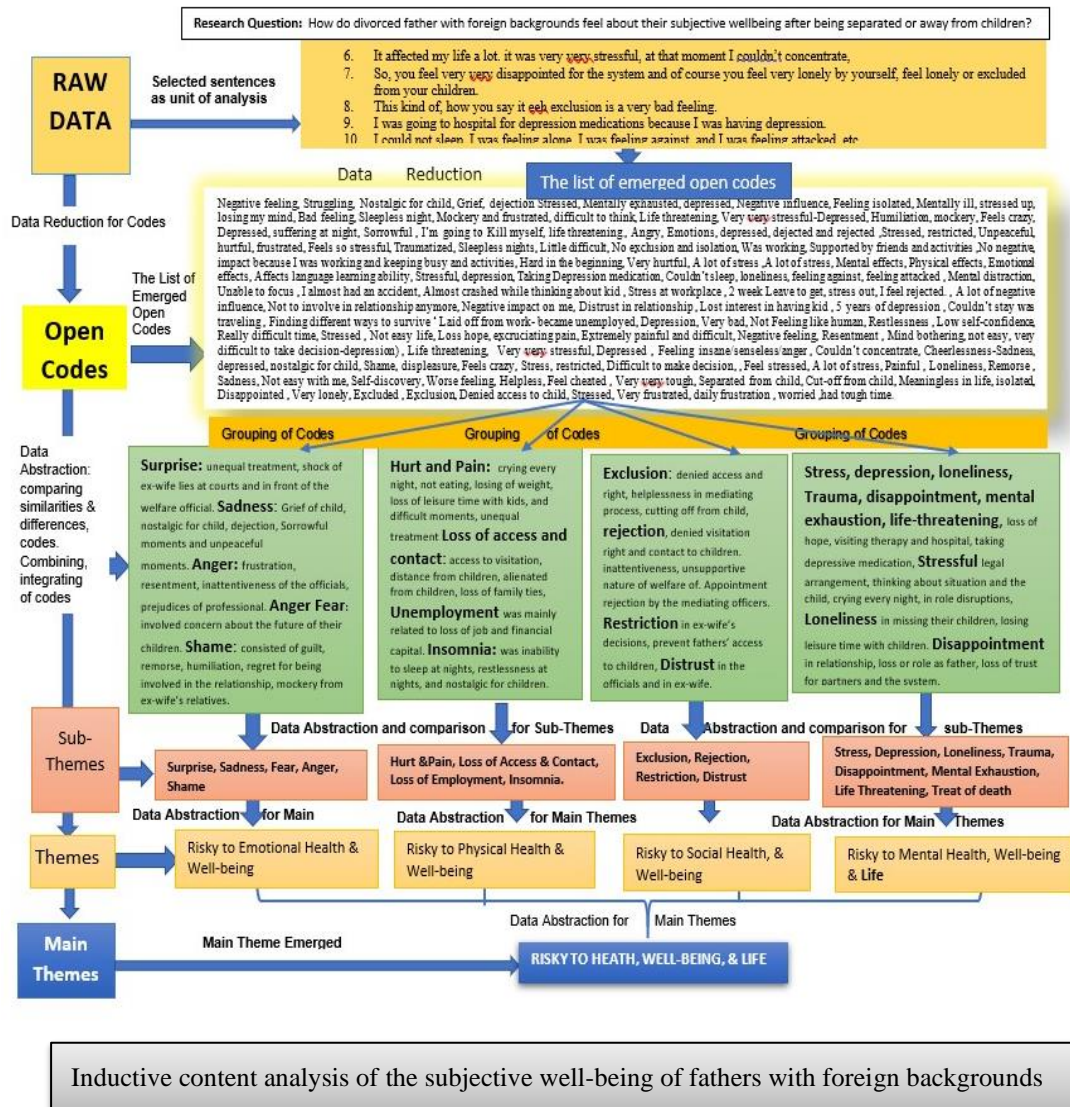 Research Question: How do divorced father with foreign backgrounds feel about their subjective wellbeing after being separated or away from children?
RAW
DATA
Selected sentences
as unit of analysis
6. It affected my life a lot. it was very very stressful, at that moment I couldn't concentrate,
7. So, you feel very very disappointed for the system and of course you feel very lonely by yourself, feel lonely or excluded
from your children.
8. This kind of, how you say it eeh exclusion is a very bad feeling.
9. I was going to hospital for depression medications because I was having depression.
10. I could not sleep, I was feeling alone, I was feeling against, and I was feeling attacked, etc
Data Reduction
The list of emerged open codes
Data Reduction for Codes
The List of
Emerged
Open
Codes
Open
Codes
Negative feeling, Struggling, Nostalgic for child, Grief, dejection Stressed, Mentally exhausted, depressed, Negative influence, Feeling isolated, Mentally ill, stressed up,
losing my mind, Bad feeling, Sleepless night, Mockery and frustrated, difficult to think, Life threatening, Very very stressful-Depressed, Humiliation, mockery, Feels crazy,
Depressed, suffering at night, Sorrowful , I'm going to Kill myself, life threatening , Angry, Emotions, depressed, dejected and rejected ,Stressed, restricted, Unpeaceful,
hurtful, frustrated, Feels so stressful, Traumatized, Sleepless nights, Little difficult, No exclusion and isolation, Was working, Supported by friends and activities ,No negative,
impact because I was working and keeping busy and activities, Hard in the beginning, Very hurtful, A lot of stress ,A lot of stress, Mental effects, Physical effects, Emotional
effects, Affects language learning ability, Stressful, depression, Taking Depression medication, Couldn't sleep, loneliness, feeling against, feeling attacked , Mental distraction,
Unable to focus , I almost had an accident, Almost crashed while thinking about kid , Stress at workplace , 2 week Leave to get, stress out, I feel rejected. , A lot of negative
influence, Not to involve in relationship anymore, Negative impact on me, Distrust in relationship , Lost interest in having kid , 5 years of depression , Couldn't stay was
traveling , Finding different ways to survive ' Laid off from work- became unemployed, Depression, Very bad, Not Feeling like human, Restlessness , Low self-confidence,
Really difficult time, Stressed , Not easy life, Loss hope, excruciating pain, Extremely painful and difficult, Negative feeling, Resentment , Mind bothering, not easy, very
difficult to take decision-depression) , Life threatening, Very very stressful, Depressed , Feeling insane/senseless/anger , Couldn't concentrate, Cheerlessness-Sadness,
depressed, nostalgic for child, Shame, displeasure, Feels crazy, Stress, restricted, Difficult to make decision, , Feel stressed, A lot of stress, Painful , Loneliness, Remorse ,
Sadness, Not easy with me, Self-discovery, Worse feeling, Helpless, Feel cheated , Very very tough, Separated from child, Cut-off from child, Meaningless in life, isolated,
Disappointed , Very lonely, Excluded , Exclusion, Denied access to child, Stressed, Very frustrated, daily frustration , worried ,had tough time.
Grouping of Codes
Grouping of Codes
Grouping of Codes
Data
Abstraction:
comparing
similarities &
differences,
codes.
Combining,
integrating
of codes
Surprise: unequal treatment, shock of
ex-wife lies at courts and in front of the
welfare official. Sadness: Grief of child,
nostalgic for child, dejection, Sorrowful
moments and unpeaceful
moments. Anger: frustration,
resentment, inattentiveness of the officials,
prejudices of professional. Anger Fear:
involved concern about the future of their
children. Shame: consisted of guilt,
remorse, humiliation, regret for being
involved in the relationship, mockery from
ex-wife's relatives.
Hurt and Pain: crying every
night, not eating, losing of weight,
loss of leisure time with kids, and
difficult moments, unequal
treatment Loss of access and
contact: access to visitation,
distance from children, alienated
from children, loss of family ties,
Unemployment was mainly
related to loss of job and financial
capital. Insomnia: was inability
to sleep at nights, restlessness at
nights, and nostalgic for children.
Exclusion: denied access and
right, helplessness in mediating
process, cutting off from child,
rejection, denied visitation
right and contact to children.
inattentiveness, unsupportive
nature of welfare of. Appointment
rejection by the mediating officers.
Restriction in ex-wife's
decisions, prevent fathers' access
to children, Distrust in the
officials and in ex-wife.
Stress, depression, loneliness,
Trauma, disappointment, mental
exhaustion, life-threatening, loss of
hope, visiting therapy and hospital, taking
depressive medication, Stressful legal
arrangement, thinking about situation and the
child, crying every night, in role disruptions,
Loneliness in missing their children, losing
leisure time with children. Disappointment
in relationship, loss or role as father, loss of trust
for partners and the system.
Data Abstraction and comparison for Sub-Themes
Data Abstraction and comparison for sub-Themes
Sub-
Themes
Surprise, Sadness, Fear, Anger,
Shame
Hurt &Pain, Loss of Access & Contact,
Loss of Employment, Insomnia.
Exclusion, Rejection,
Restriction, Distrust
Stress, Depression, Loneliness, Trauma,
Disappointment, Mental Exhaustion,
Life Threatening, Treat of death
Data Abstraction for Main
Data Abstraction for Main Themes
Data Abstraction for Main Themes
Themes
Risky to Emotional Health &
Well-being
Risky to Physical Health &
Well-being
Risky to Social Health, &
Well-being
Risky to Mental Health, Well-being
& Life
Data Abstraction for Main Themes
Main
Themes
Main Theme Emerged
RISKY TO HEATH, WELL-BEING, & LIFE
Inductive content analysis of the subjective well-being of fathers with foreign backgrounds